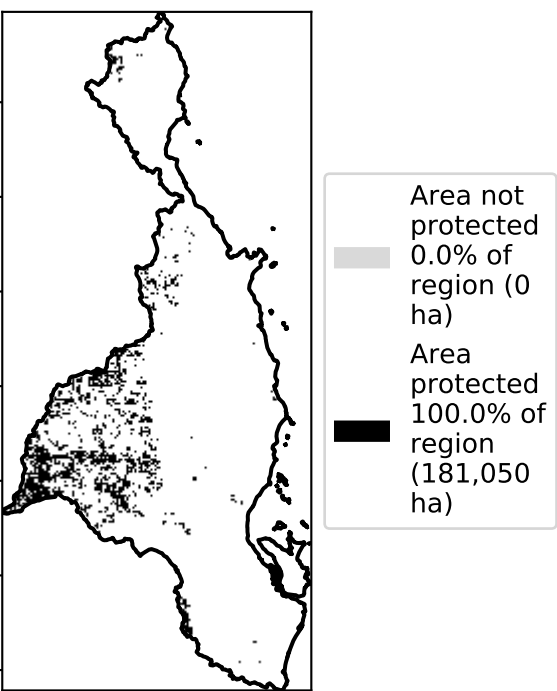 Area not
protected
0.0% of
region (0
ha)
Area
protected
100.0% of
region
(181,050
ha)